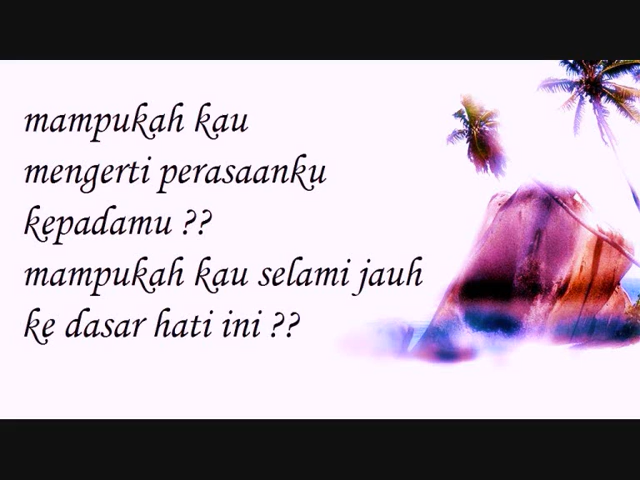 mampukah kau
mengerti perasaanku
kepadamu ??
mampukah kau selami jauh
ke dasar hati ini ??